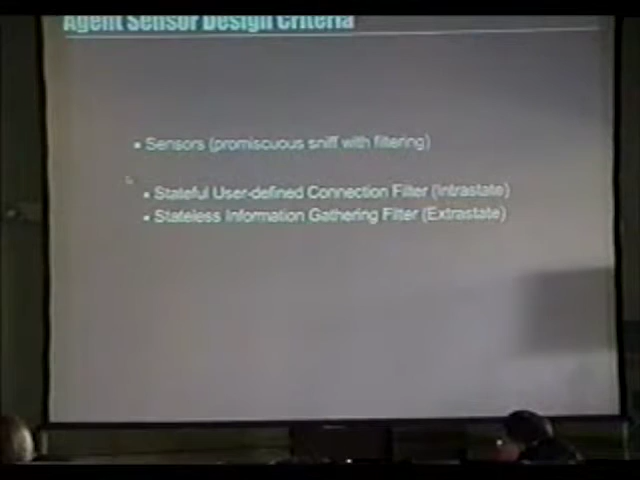 Agent Sensor Design Criteria
• Sensors (promiscuous sniff with filtering)
• Stateful User-defined Connection Filter (Intrastate)
• Stateless Information Gathering Filter (Extrastate)